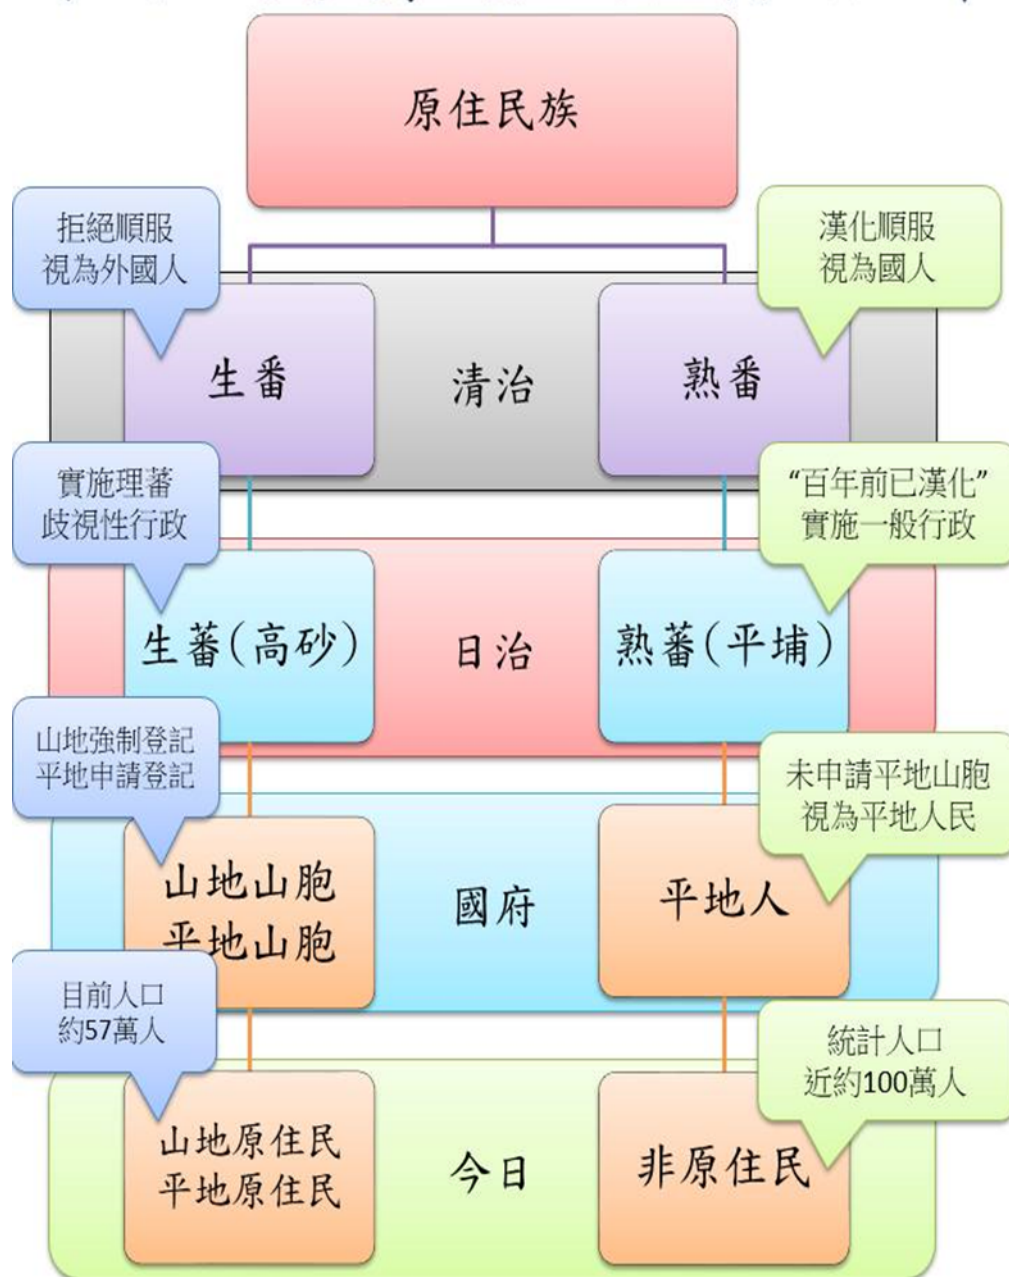 原住民族
拒絕順服
視為外國人
漢化順服
視為國人
生番
清治
熟番
實施理蕃
歧視性行政
“百年前已漢化”
實施一般行政
生蕃(高砂)
日治
熟蕃(平埔)
山地強制登記
平地申請登記
未申請平地山胞
視為平地人民
山地山胞
平地山胞
國府
平地人
目前人口
約57萬人
統計人口
近約100萬人
山地原住民
平地原住民
今日
非原住民